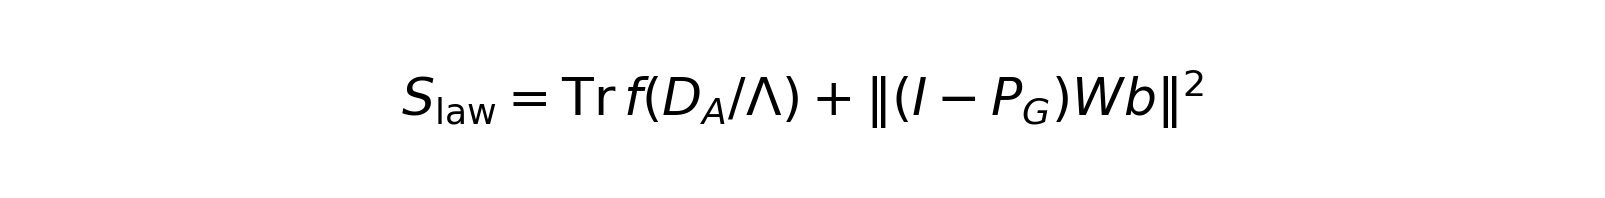 S_law = Tr f(D_A/Λ) + ‖(I − P_G)Wb‖²